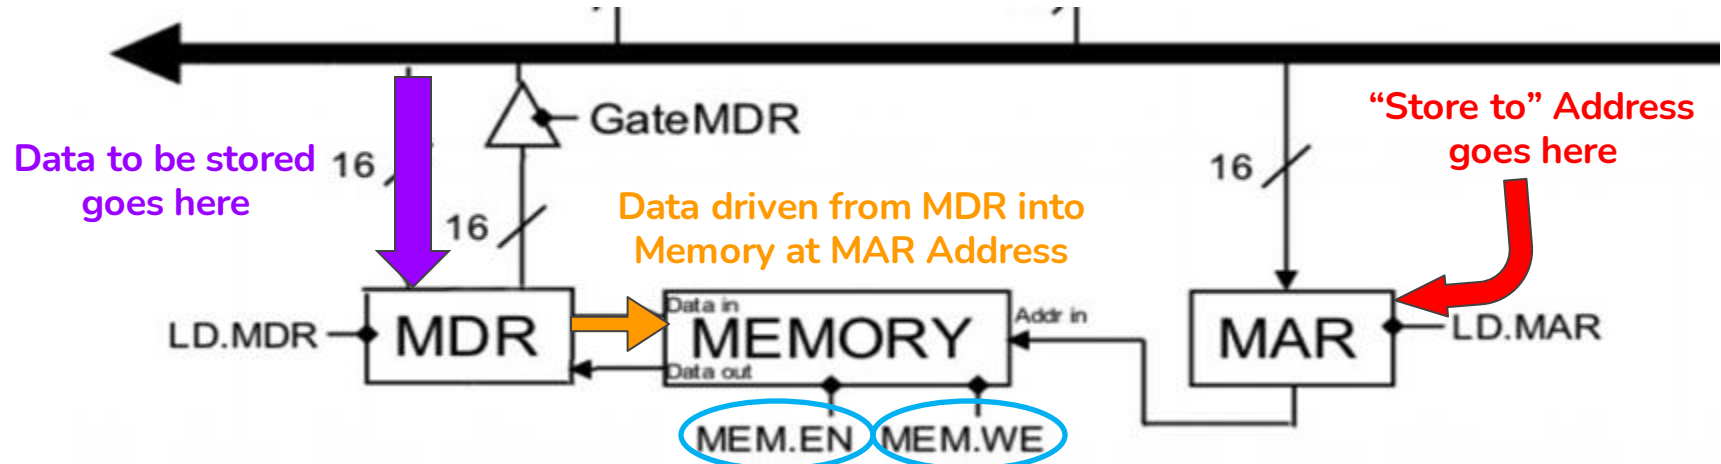 GateMDR
“Store to” Address
goes here
Data to be stored
goes here
16
16
16
Data driven from MDR into
Memory at MAR Address
LD.MDR
MDR
Data in
MEMORY
Data out
Addr in
MAR
LD.MAR
MEM.EN
MEM.WE